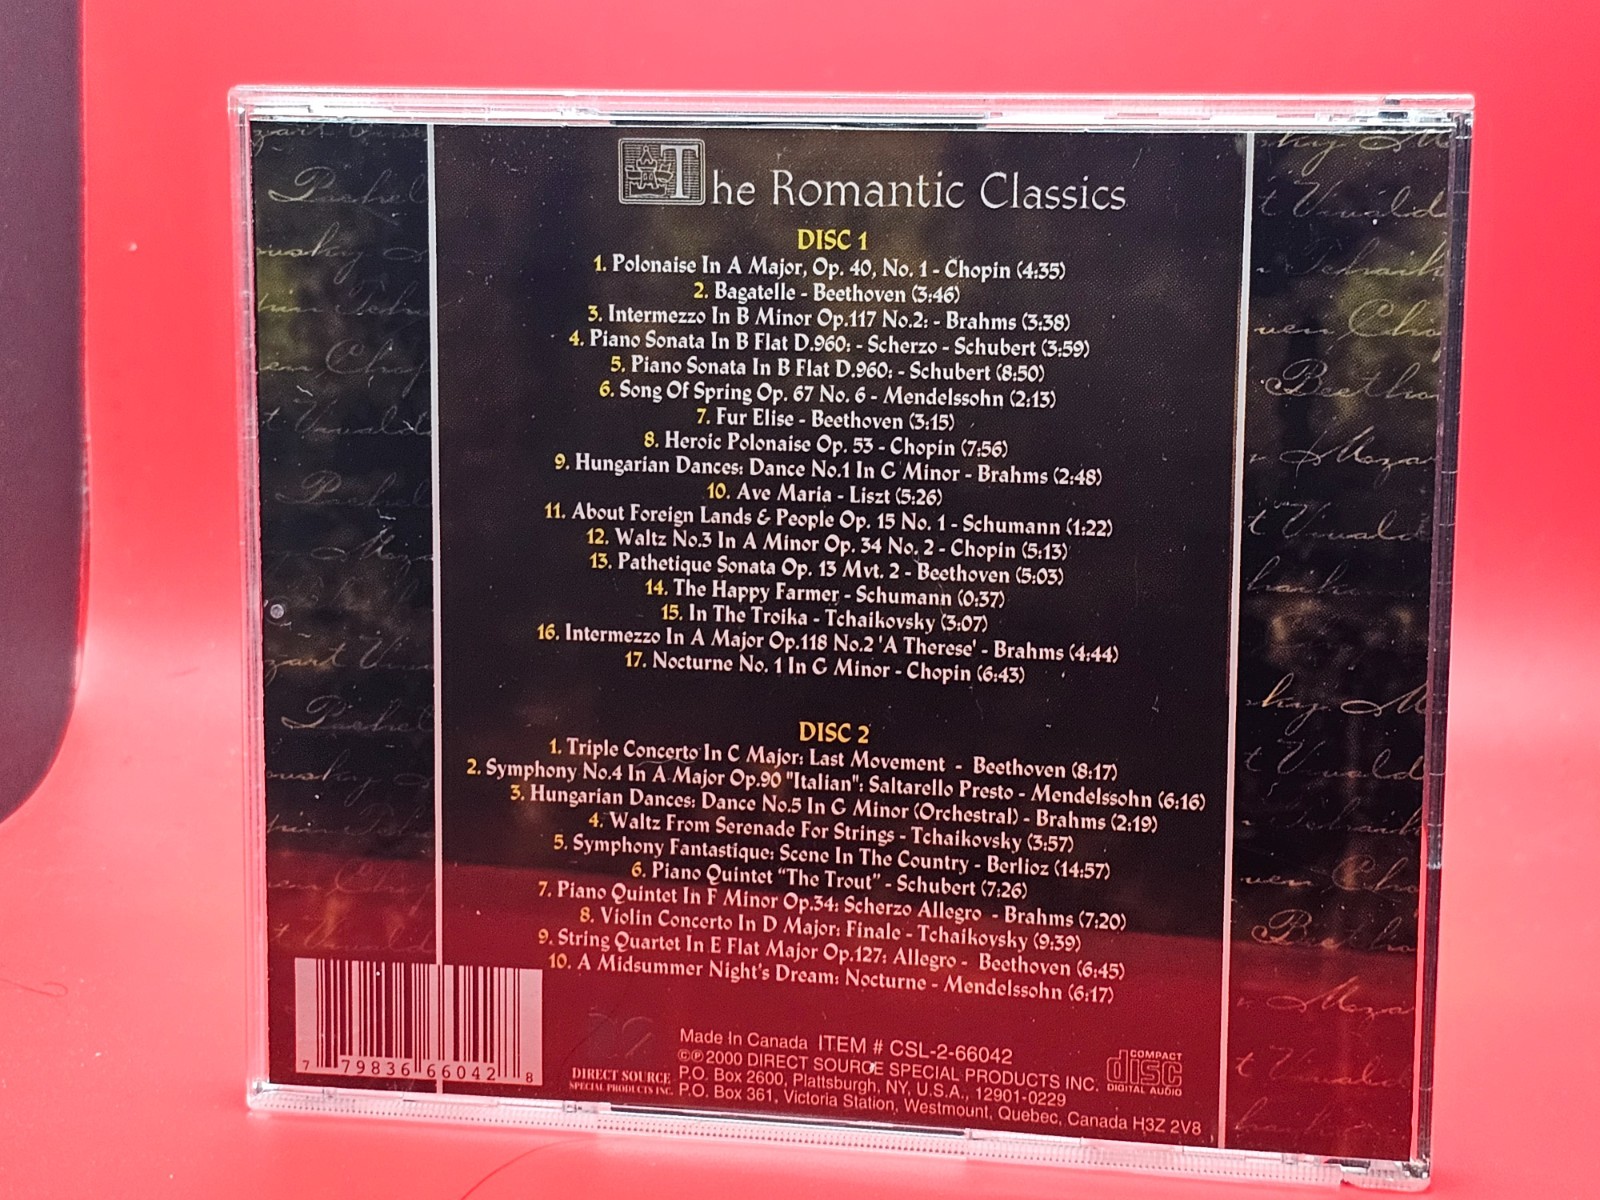 The Romantic Classics
DISC 1
1. Polonaise In A Major, Op. 40, No. 1 - Chopin (4:35)
2. Bagatelle - Beethoven (3:46)
3. Intermezzo In B Minor Op.117 No.2: - Brahms (3:38)
4. Piano Sonata In B Flat D.960: - Scherzo - Schubert (3:59)
5. Piano Sonata In B Flat D.960: - Schubert (8:50)
6. Song Of Spring Op. 67 No. 6 - Mendelssohn (2:13)
7. Fur Elise - Beethoven (3:15)
8. Heroic Polonaise Op. 53 - Chopin (7:56)
9. Hungarian Dances: Dance No.1 In G Minor - Brahms (2:48)
10. Ave Maria - Liszt (5:26)
11. About Foreign Lands & People Op. 15 No. 1 - Schumann (1:22)
12. Waltz No.3 In A Minor Op. 34 No. 2 - Chopin (5:13)
13. Pathetique Sonata Op. 13 Mvt. 2 - Beethoven (5:03)
14. The Happy Farmer - Schumann (0:37)
15. In The Troika - Tchaikovsky (3:07)
16. Intermezzo In A Major Op.118 No.2 'A Therese' - Brahms (4:44)
17. Nocturne No. 1 In G Minor - Chopin (6:43)
DISC 2
1. Triple Concerto In C Major: Last Movement - Beethoven (8:17)
2. Symphony No.4 In A Major Op.90 "Italian": Saltarello Presto - Mendelssohn (6:16)
3. Hungarian Dances: Dance No.5 In G Minor (Orchestral) - Brahms (2:19)
4. Waltz From Serenade For Strings - Tchaikovsky (3:57)
5. Symphony Fantastique: Scene In The Country - Berlioz (14:57)
6. Piano Quintet "The Trout" - Schubert (7:26)
7. Piano Quintet In F Minor Op.34: Scherzo Allegro - Brahms (7:20)
8. Violin Concerto In D Major: Finale - Tchaikovsky (9:39)
9. String Quartet In E Flat Major Op.127: Allegro - Beethoven (6:45)
10. A Midsummer Night's Dream: Nocturne - Mendelssohn (6:17)
7 79836 66042 8
DIRECT SOURCE
SPECIAL PRODUCTS INC.
Made In Canada ITEM # CSL-2-66042
©℗ 2000 DIRECT SOURCE SPECIAL PRODUCTS INC.
P.O. Box 2600, Plattsburgh, NY, U.S.A., 12901-0229
P.O. Box 361, Victoria Station, Westmount, Quebec, Canada H3Z 2V8
COMPACT
disc
DIGITAL AUDIO